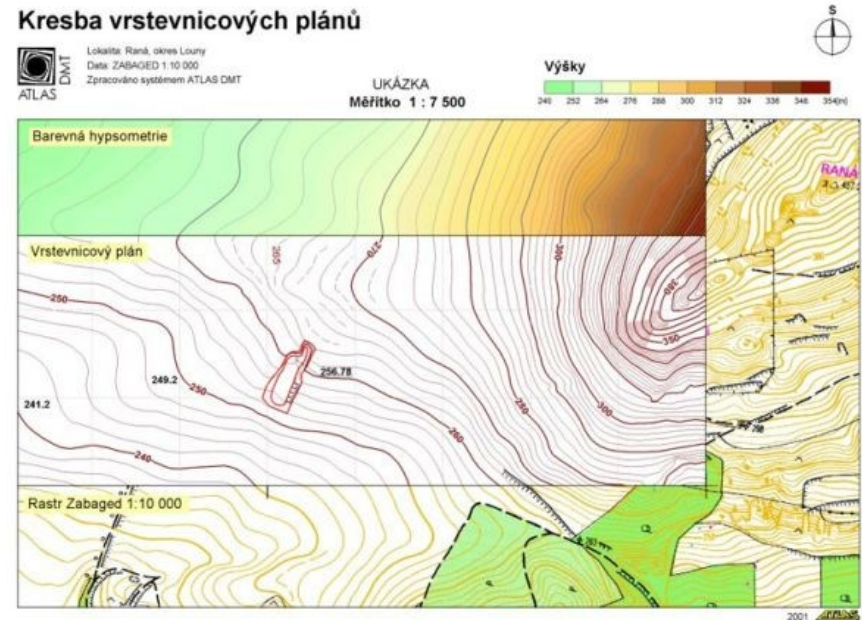 Kresba vrstevnicových plánů
S
ATLAS
DMT
Lokalita: Raná, okres Louny
Data: ZABAGED 1:10 000
Zpracováno systémem ATLAS DMT
UKÁZKA
Měřítko 1 : 7 500
Výšky
240 252 264 276 288 300 312 324 336 348 354(m)
Barevná hypsometrie
RANÁ
Vrstevnicový plán
265
270
300
380
250
350
256.78
249.2
250
241.2
280
300
260
240
Rastr Zabaged 1:10 000
2001
ATLAS